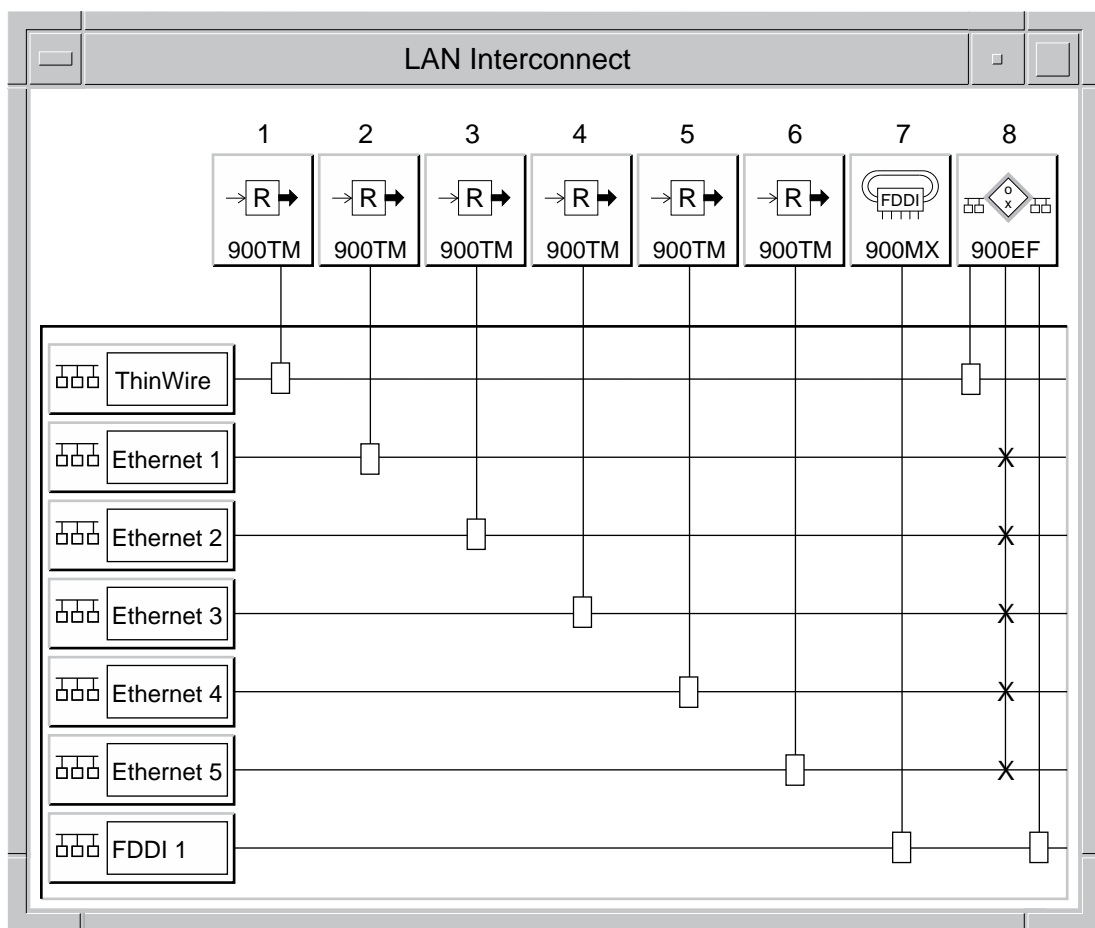 LAN Interconnect
1 2 3 4 5 6 7 8
R R R R R R FDDI o x
900TM 900TM 900TM 900TM 900TM 900TM 900MX 900EF
ThinWire
Ethernet 1
X
Ethernet 2
X
Ethernet 3
X
Ethernet 4
X
Ethernet 5
X
FDDI 1